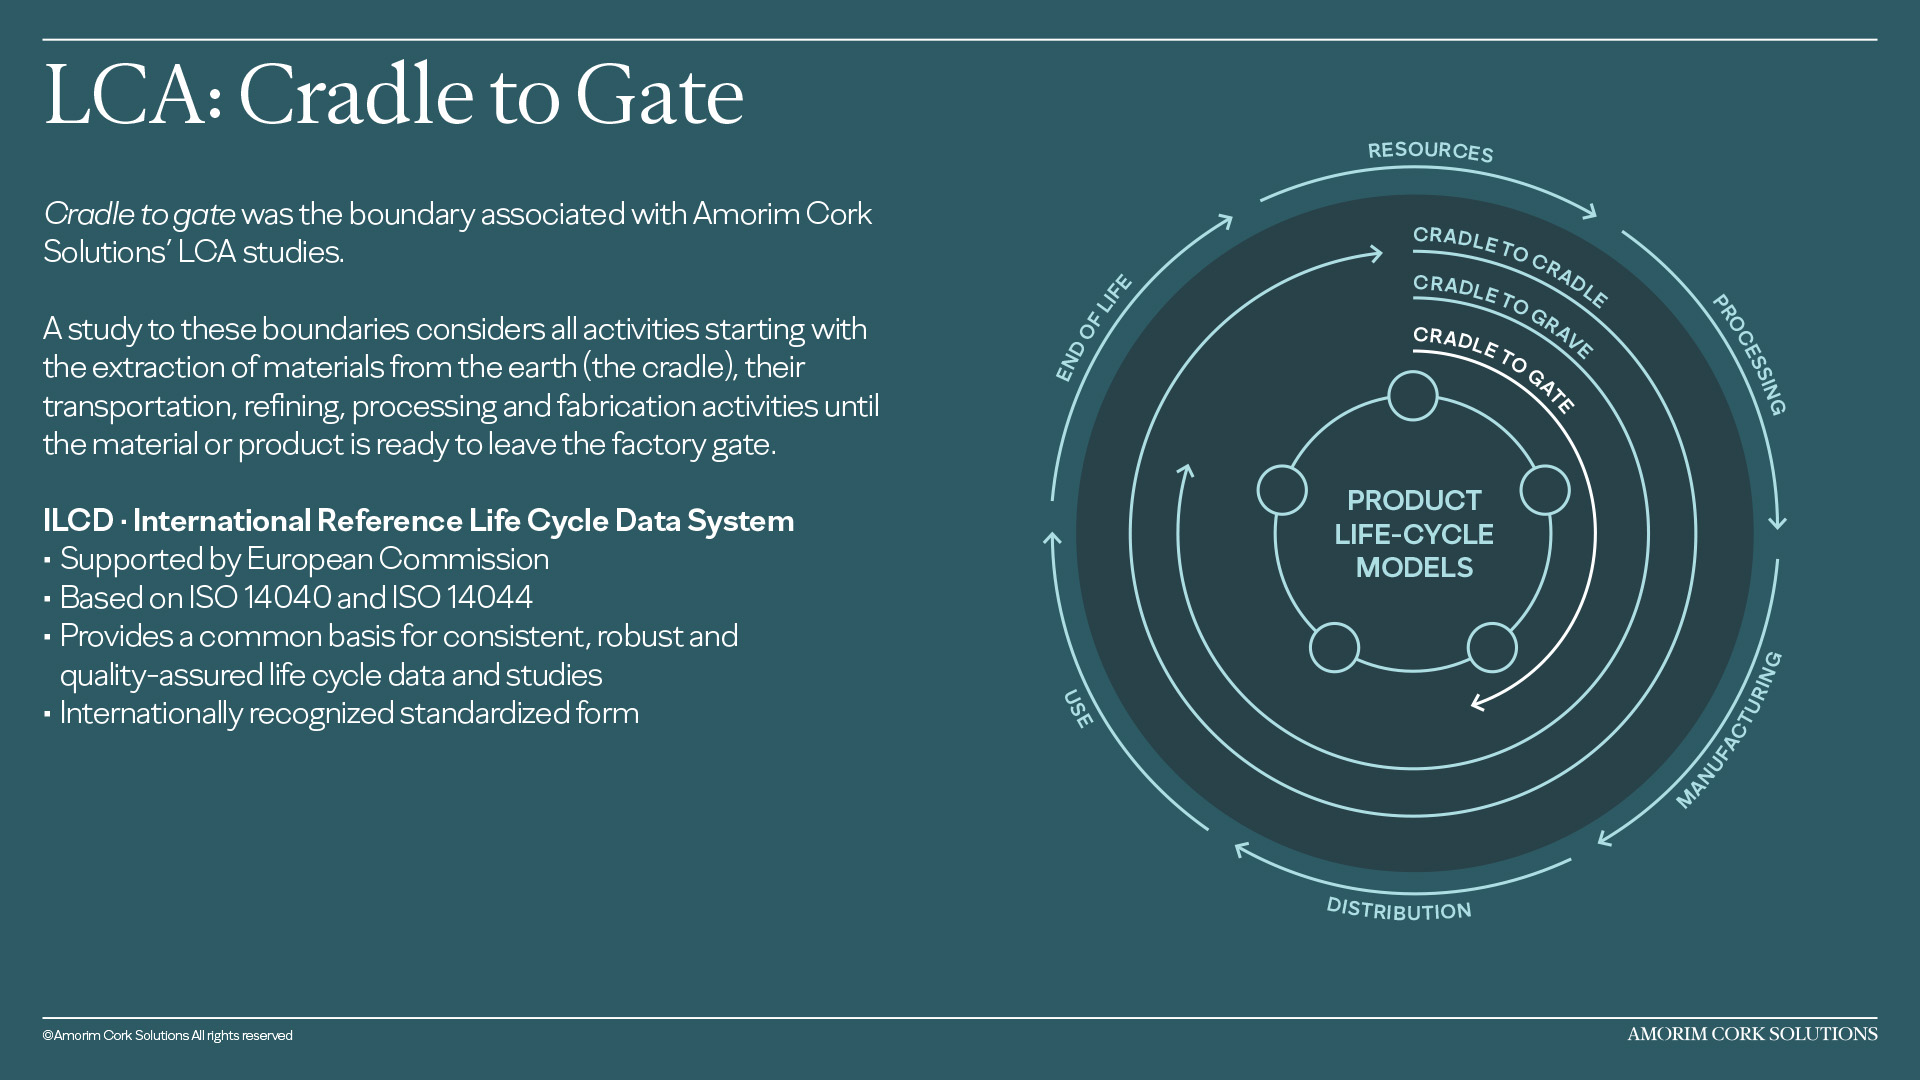 LCA: Cradle to Gate
Cradle to gate was the boundary associated with Amorim Cork
Solutions’ LCA studies.
A study to these boundaries considers all activities starting with
the extraction of materials from the earth (the cradle), their
transportation, refining, processing and fabrication activities until
the material or product is ready to leave the factory gate.
ILCD · International Reference Life Cycle Data System
· Supported by European Commission
· Based on ISO 14040 and ISO 14044
· Provides a common basis for consistent, robust and
quality-assured life cycle data and studies
· Internationally recognized standardized form
RESOURCES
PROCESSING
MANUFACTURING
DISTRIBUTION
USE
END OF LIFE
CRADLE TO CRADLE
CRADLE TO GRAVE
CRADLE TO GATE
PRODUCT
LIFE-CYCLE
MODELS
©Amorim Cork Solutions All rights reserved
AMORIM CORK SOLUTIONS